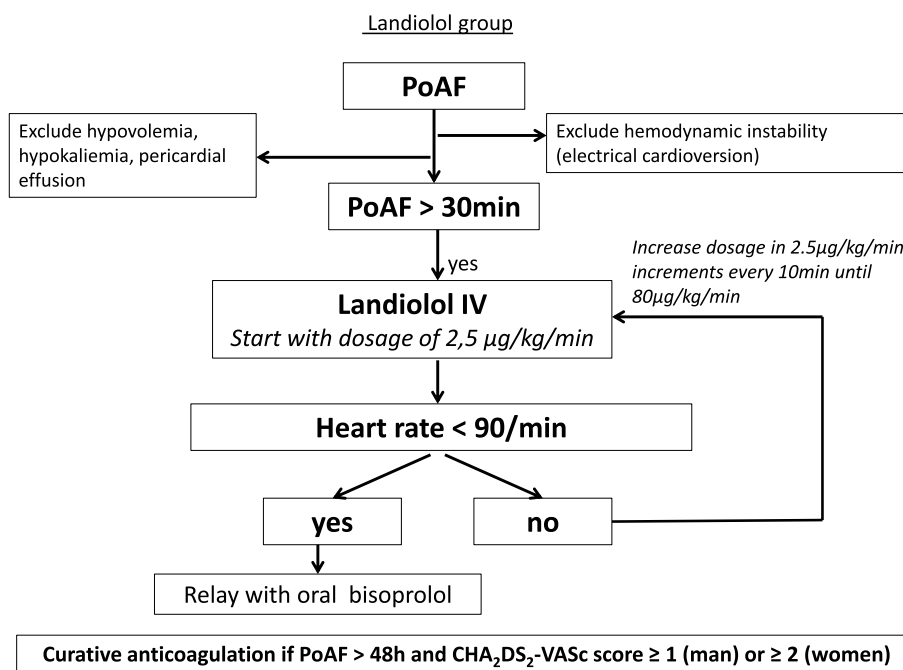 Landiolol group
PoAF
Exclude hypovolemia,
hypokaliemia, pericardial
effusion
Exclude hemodynamic instability
(electrical cardioversion)
PoAF > 30min
yes
Increase dosage in 2.5µg/kg/min
increments every 10min until
80µg/kg/min
Landiolol IV
Start with dosage of 2,5 µg/kg/min
Heart rate < 90/min
yes
no
Relay with oral bisoprolol
Curative anticoagulation if PoAF > 48h and CHA₂DS₂-VASc score ≥ 1 (man) or ≥ 2 (women)